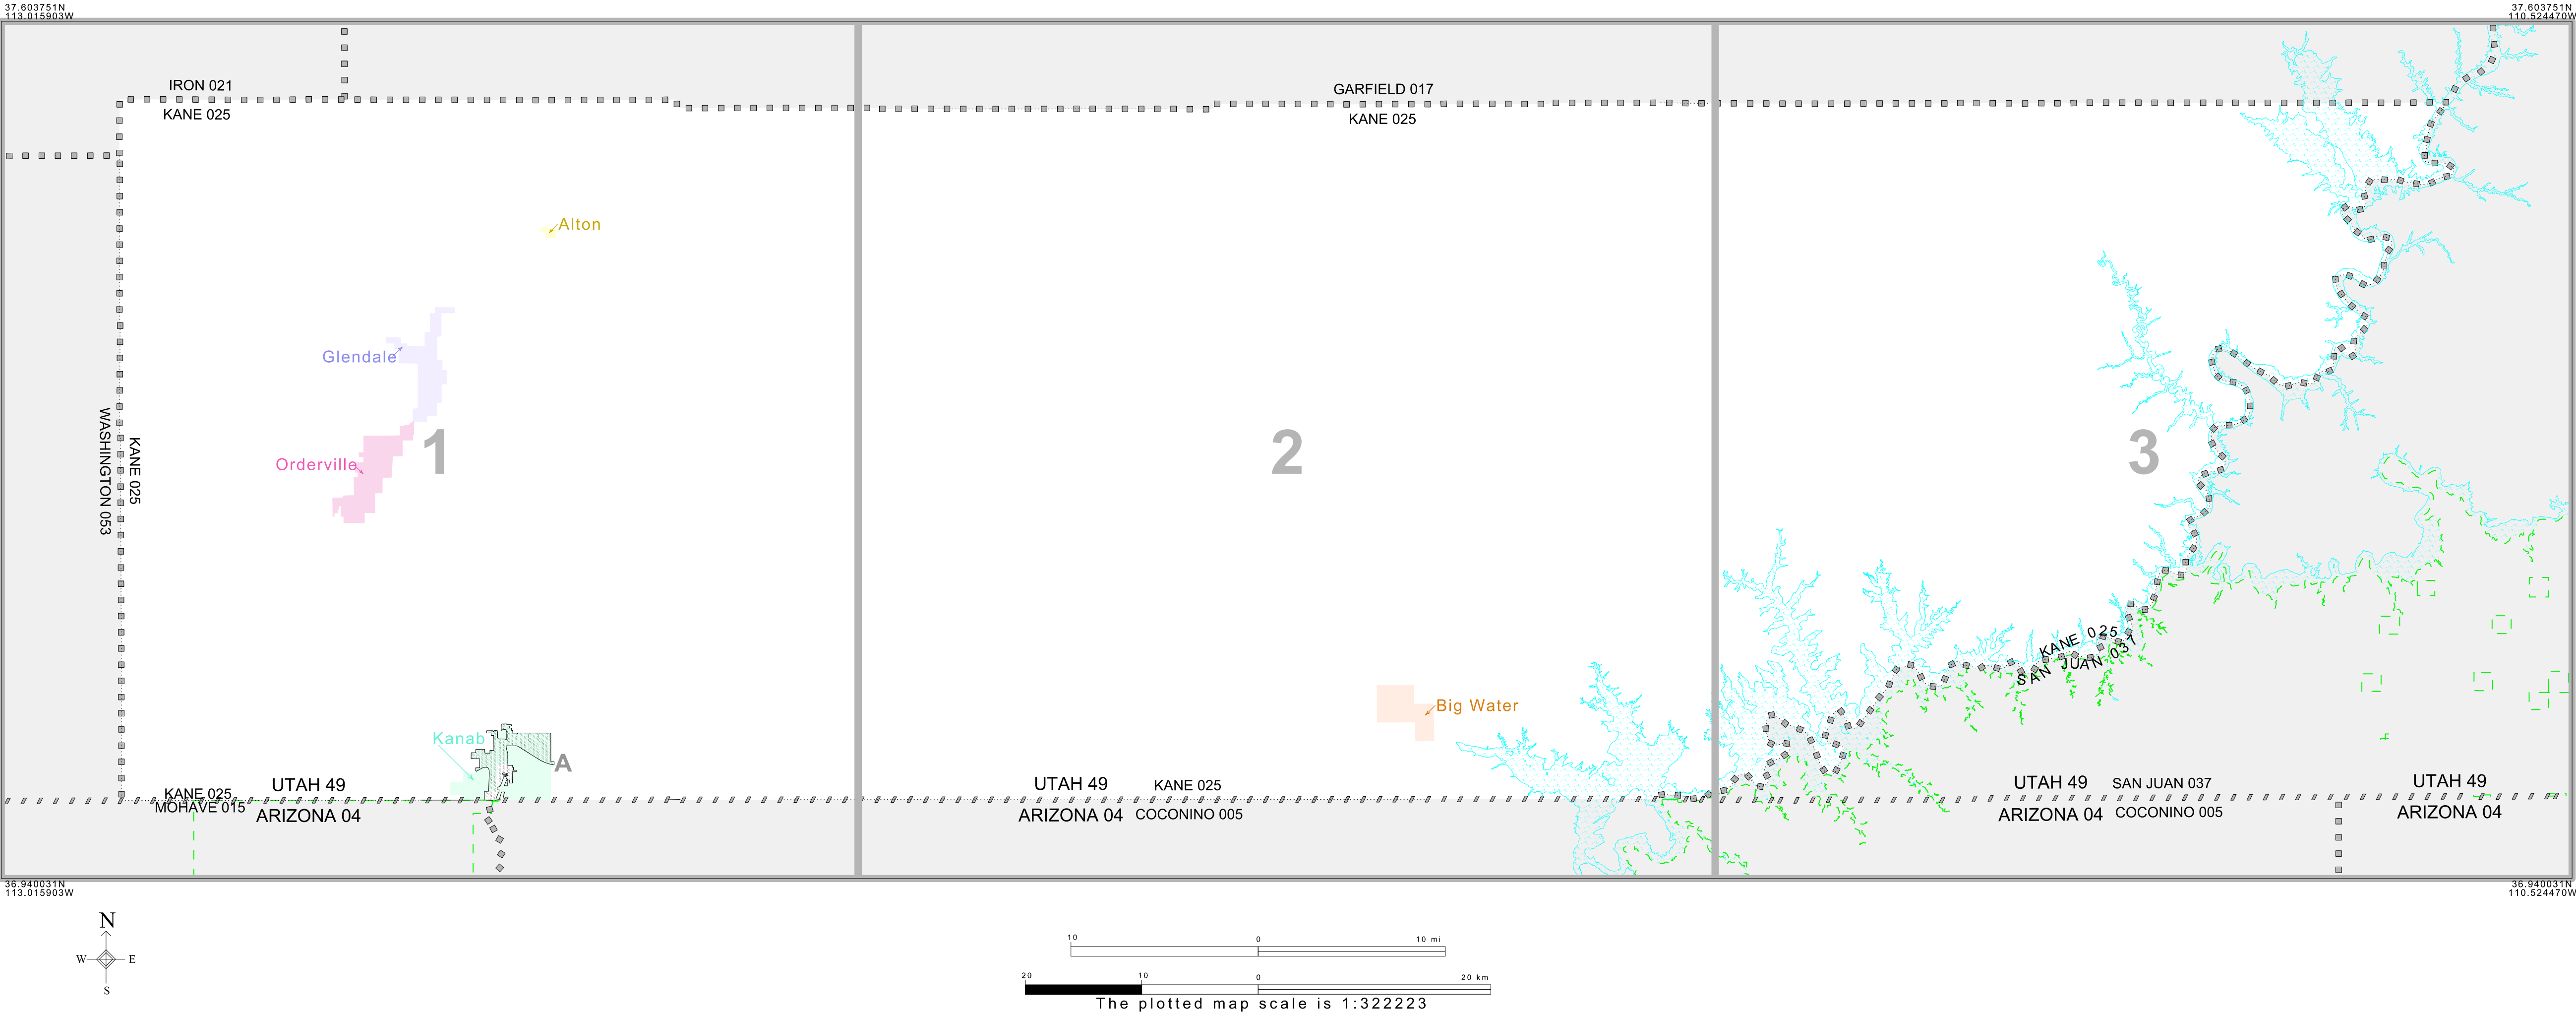 37.603751N
113.015903W
37.603751N
110.524470W
IRON 021
KANE 025
GARFIELD 017
KANE 025
Alton
Glendale
Orderville
1
2
3
WASHINGTON 053
KANE 025
KANE 025
SAN JUAN 037
Big Water
Kanab
A
KANE 025
UTAH 49
MOHAVE 015
ARIZONA 04
UTAH 49
KANE 025
ARIZONA 04
COCONINO 005
UTAH 49
SAN JUAN 037
ARIZONA 04
COCONINO 005
UTAH 49
ARIZONA 04
36.940031N
113.015903W
36.940031N
110.524470W
N
W
E
S
10 0 10 mi
20 10 0 20 km
The plotted map scale is 1:322223